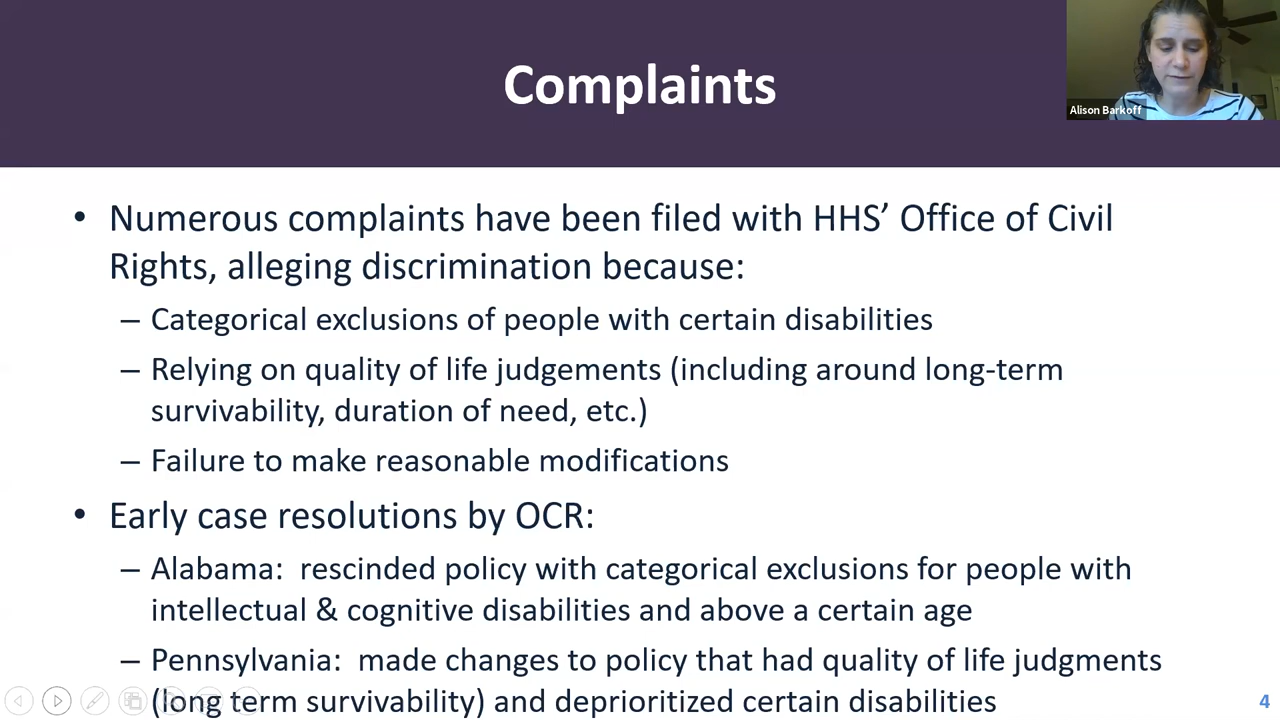 Complaints
Alison Barkoff
• Numerous complaints have been filed with HHS’ Office of Civil
Rights, alleging discrimination because:
– Categorical exclusions of people with certain disabilities
– Relying on quality of life judgements (including around long-term
survivability, duration of need, etc.)
– Failure to make reasonable modifications
• Early case resolutions by OCR:
– Alabama:  rescinded policy with categorical exclusions for people with
intellectual & cognitive disabilities and above a certain age
– Pennsylvania:  made changes to policy that had quality of life judgments
(long term survivability) and deprioritized certain disabilities
4